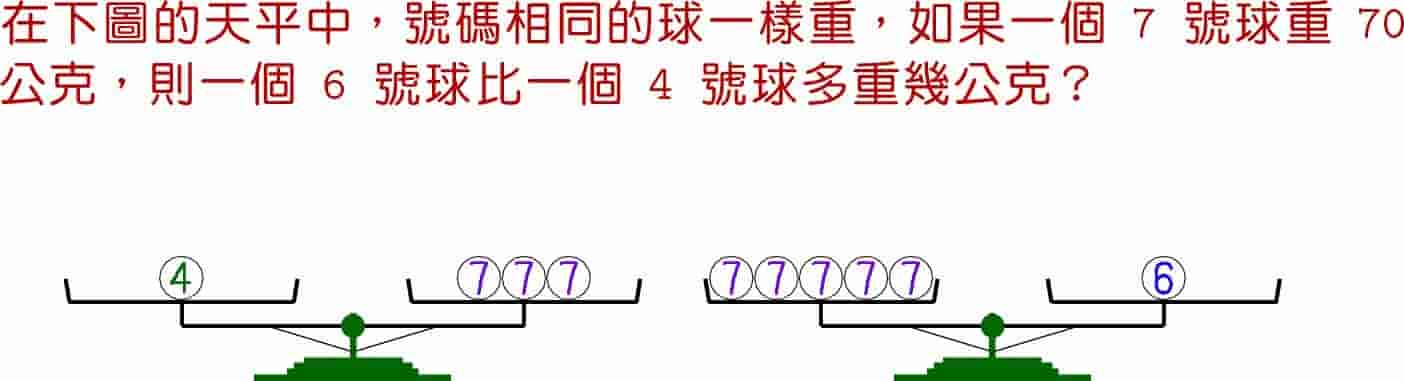 在下圖的天平中，號碼相同的球一樣重，如果一個 7 號球重 70
公克，則一個 6 號球比一個 4 號球多重幾公克？
4 7 7 7 7 7 7 7 7 6